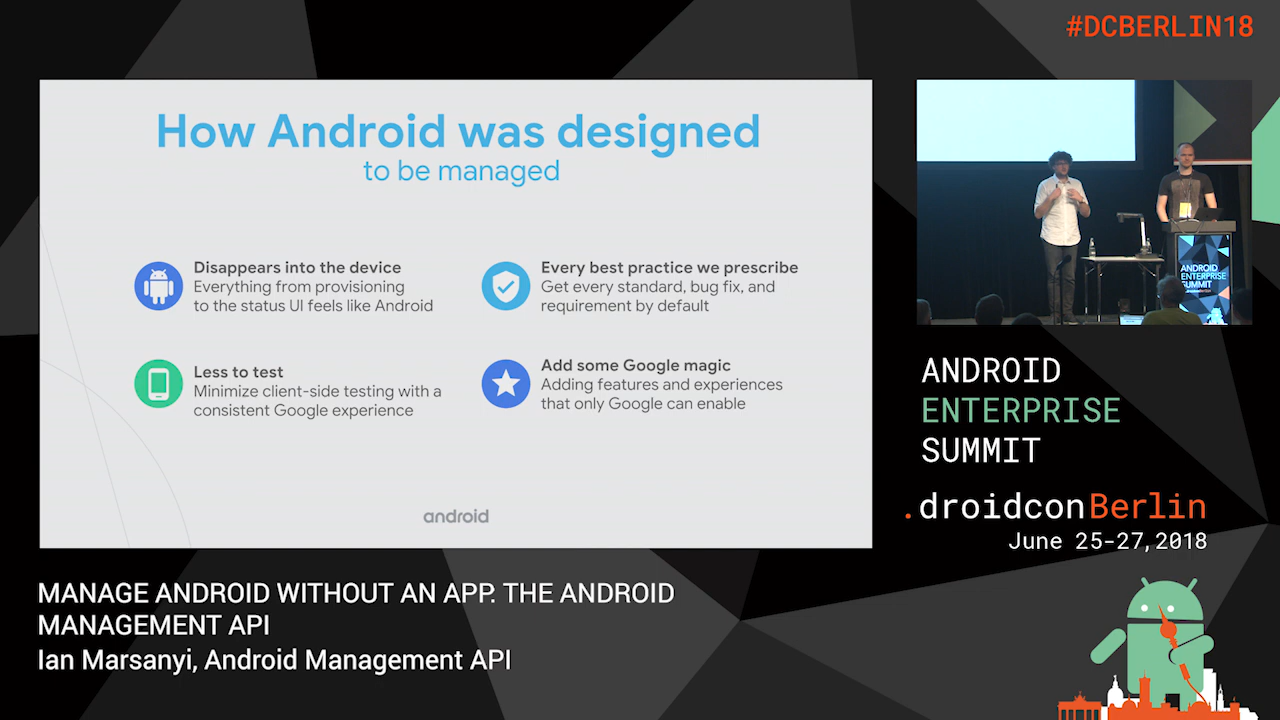 #DCBERLIN18
How Android was designed
to be managed
Disappears into the device
Everything from provisioning
to the status UI feels like Android
Every best practice we prescribe
Get every standard, bug fix, and
requirement by default
Less to test
Minimize client-side testing with a
consistent Google experience
Add some Google magic
Adding features and experiences
that only Google can enable
android
ANDROID
ENTERPRISE
SUMMIT
ANDROID
ENTERPRISE
SUMMIT
.droidconBerlin
June 25-27,2018
MANAGE ANDROID WITHOUT AN APP: THE ANDROID
MANAGEMENT API
Ian Marsanyi, Android Management API